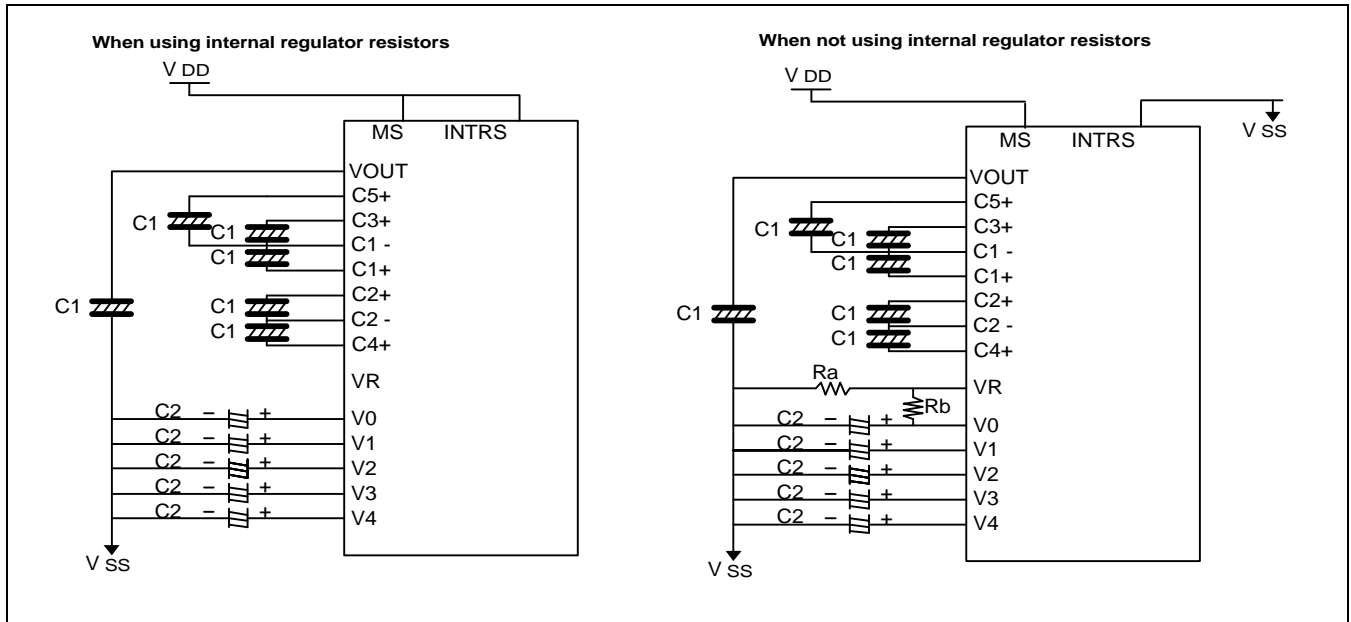 When using internal regulator resistors
V DD
MS INTRS
VOUT
C5+
C1
C3+
C1
C1 -
C1
C1+
C2+
C1
C1
C2 -
C1
C4+
VR
C2 - + V0
C2 - + V1
C2 - + V2
C2 - + V3
C2 - + V4
V SS
When not using internal regulator resistors
V DD
V SS
MS INTRS
VOUT
C5+
C1
C3+
C1
C1 -
C1
C1+
C2+
C1
C1
C2 -
C1
C4+
Ra
VR
Rb
C2 - + V0
C2 - + V1
C2 - + V2
C2 - + V3
C2 - + V4
V SS